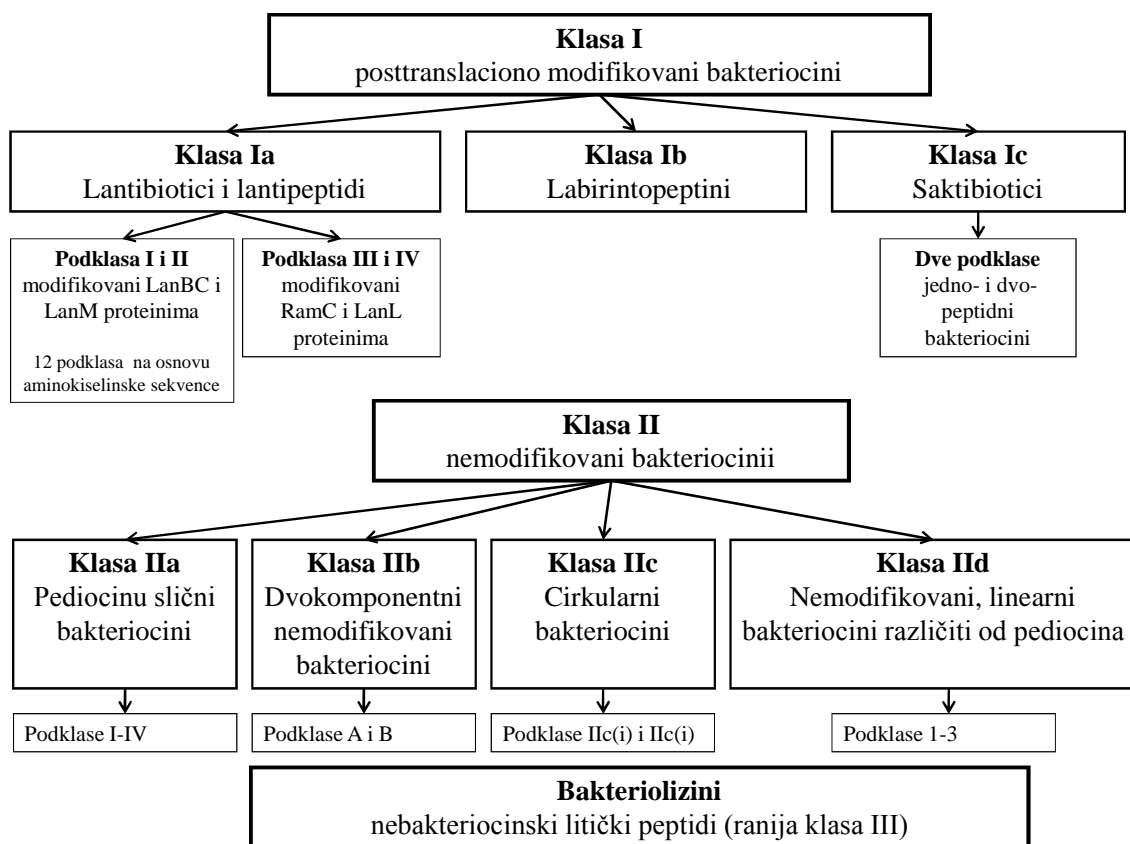 Klasa I
posttranslaciono modifikovani bakteriocini
Klasa Ia
Lantibiotici i lantipeptidi
Klasa Ib
Labirintopeptini
Klasa Ic
Saktibiotici
Podklasa I i II
modifikovani LanBC i
LanM proteinima
12 podklasa na osnovu
aminokiselinske sekvence
Podklasa III i IV
modifikovani
RamC i LanL
proteinima
Dve podklase
jedno- i dvo-
peptidni
bakteriocini
Klasa II
nemodifikovani bakteriocinii
Klasa IIa
Pediocinu slični
bakteriocini
Klasa IIb
Dvokomponentni
nemodifikovani
bakteriocini
Klasa IIc
Cirkularni
bakteriocini
Klasa IId
Nemodifikovani, linearni
bakteriocini različiti od pediocina
Podklase I-IV
Podklase A i B
Podklase IIc(i) i IIc(i)
Podklase 1-3
Bakteriolizini
nebakteriocinski litički peptidi (ranija klasa III)